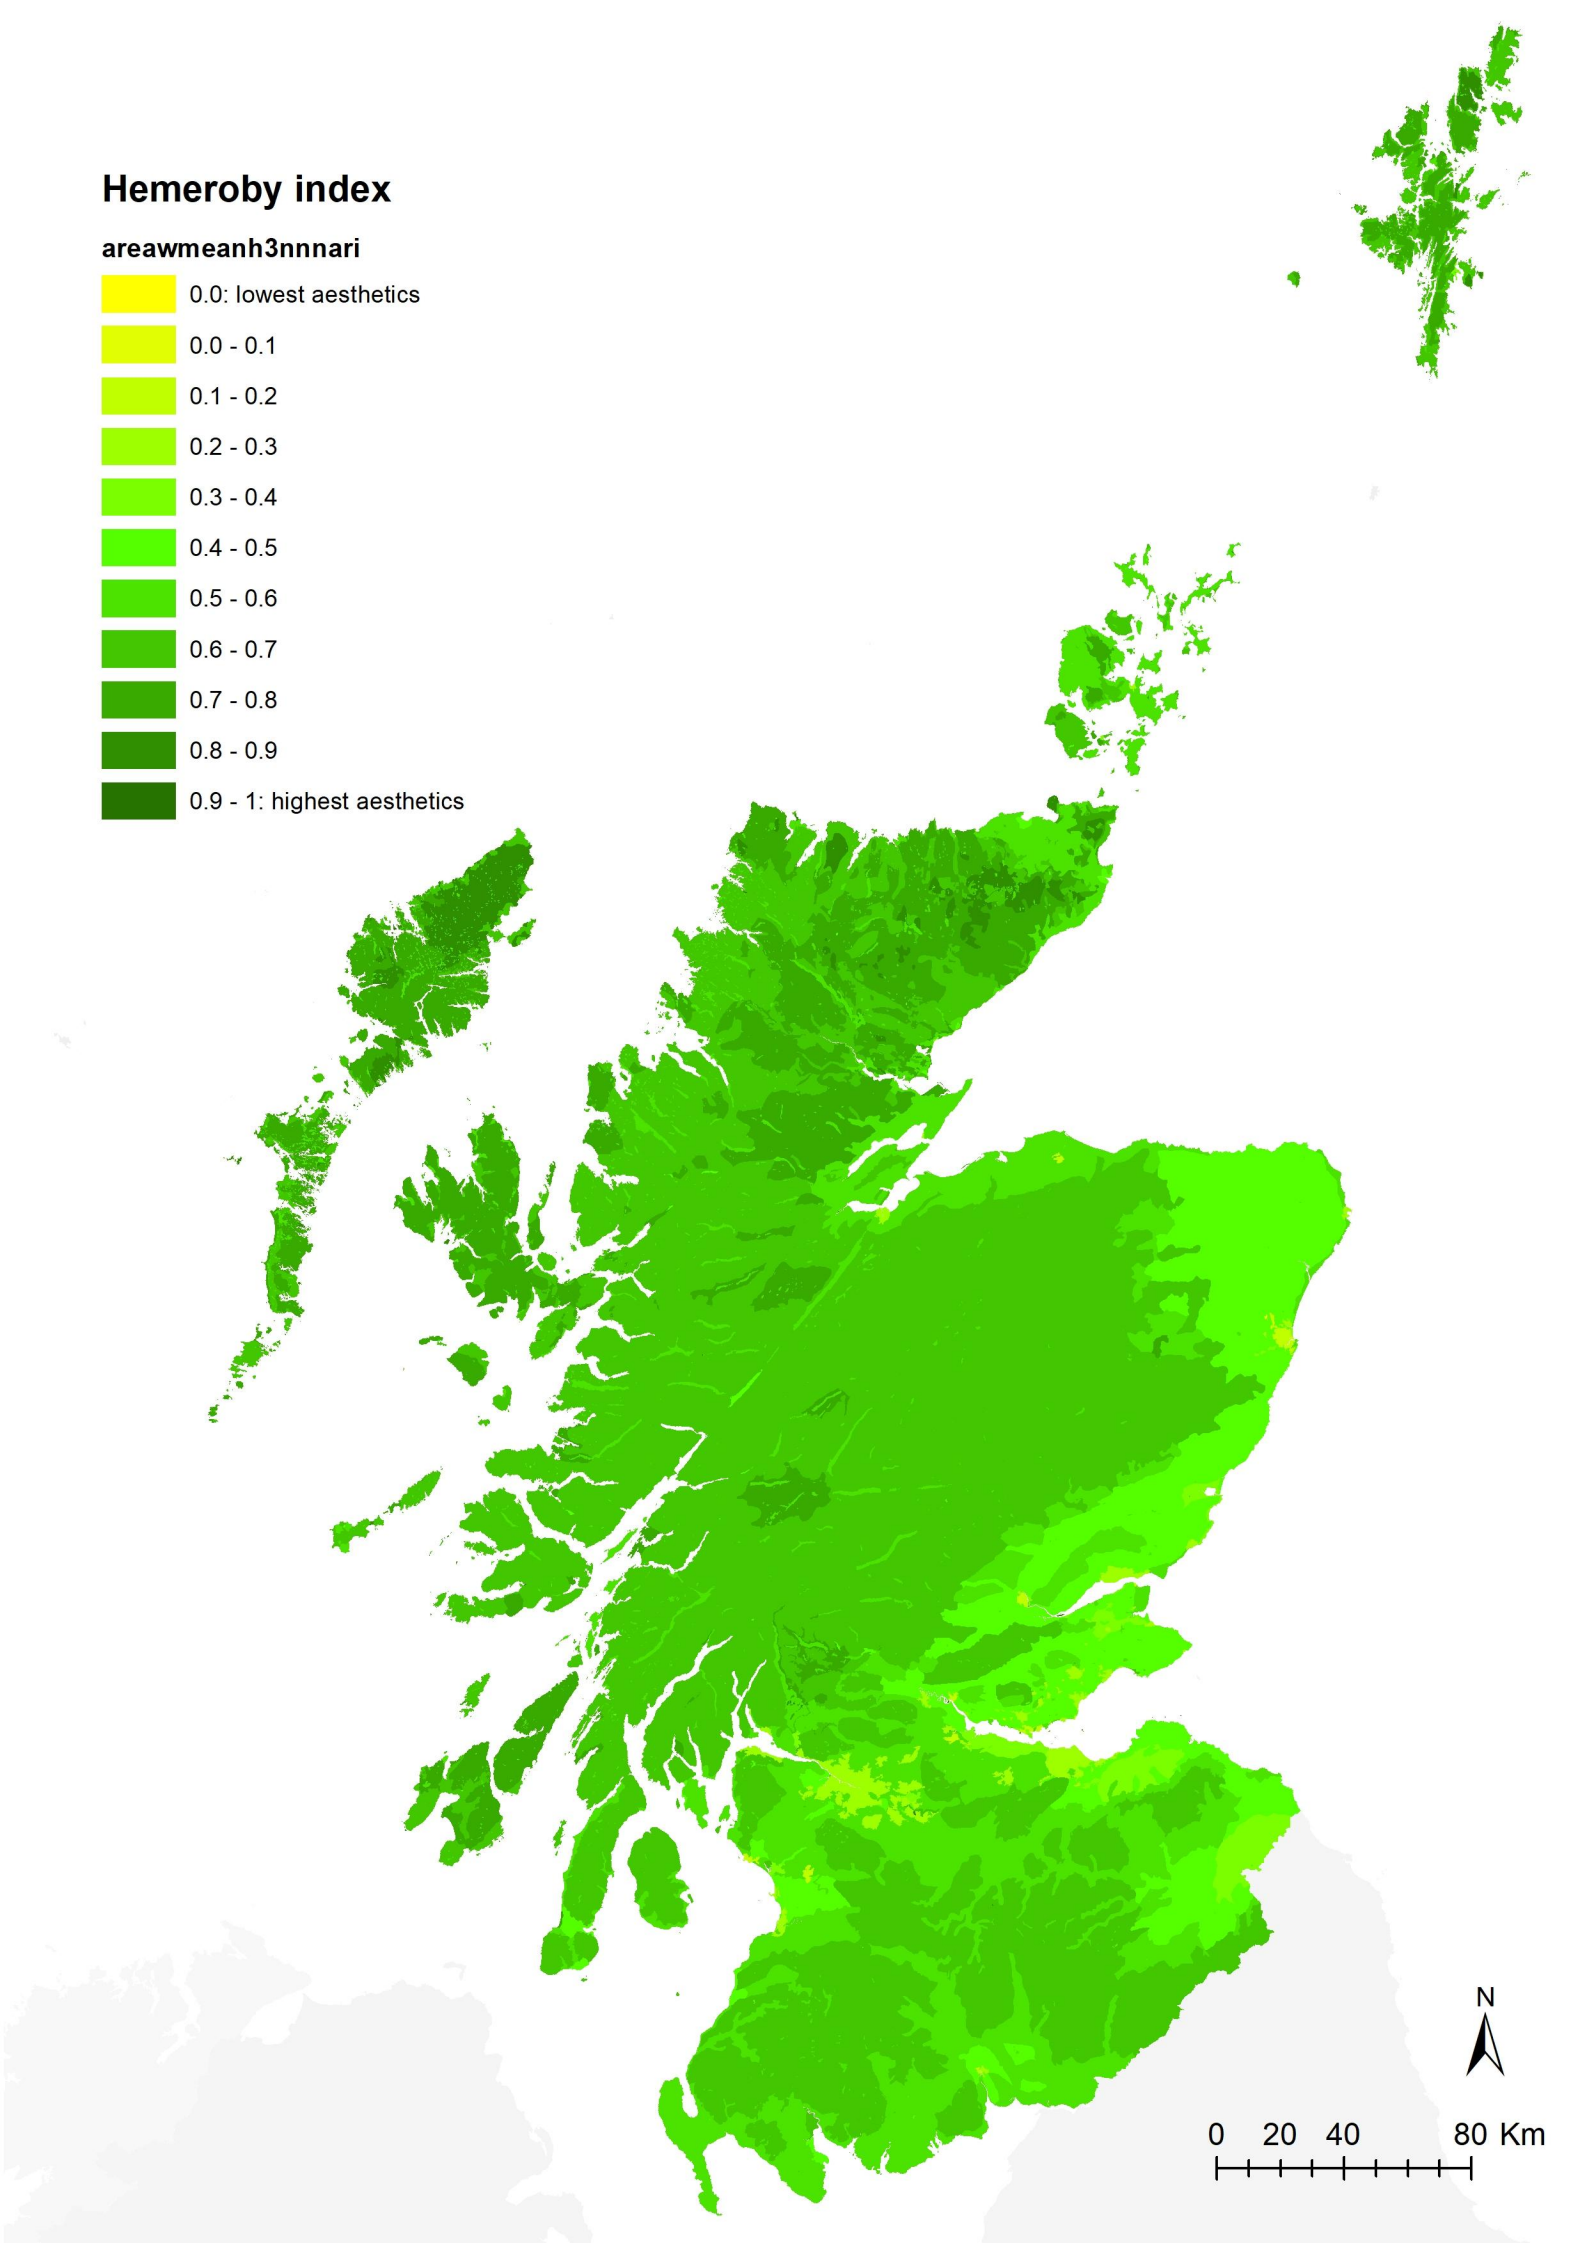 Hemeroby index
areawmeanh3nnnari
0.0: lowest aesthetics
0.0 - 0.1
0.1 - 0.2
0.2 - 0.3
0.3 - 0.4
0.4 - 0.5
0.5 - 0.6
0.6 - 0.7
0.7 - 0.8
0.8 - 0.9
0.9 - 1: highest aesthetics
N
0 20 40 80 Km